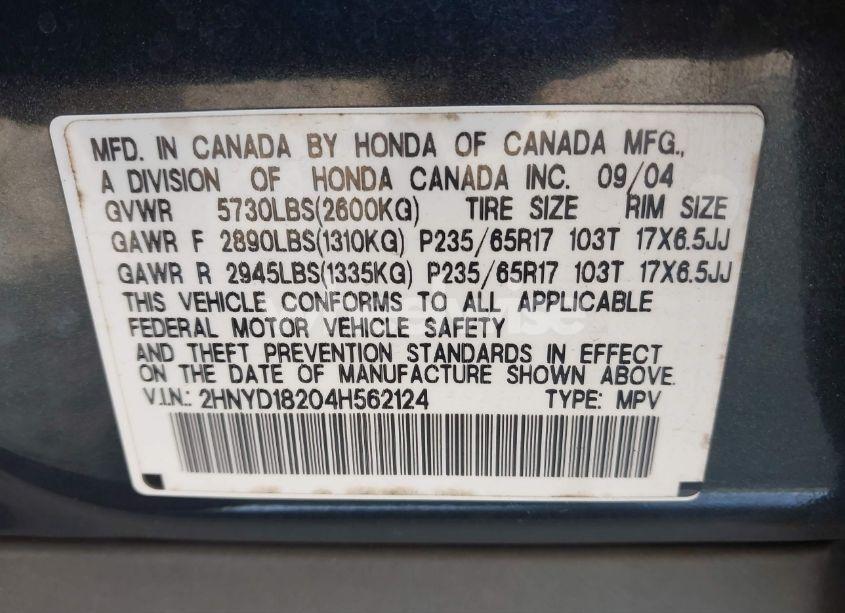 MFD. IN CANADA BY HONDA OF CANADA MFG.,
A DIVISION OF HONDA CANADA INC. 09/04
GVWR 5730LBS(2600KG) TIRE SIZE RIM SIZE
GAWR F 2890LBS(1310KG) P235/65R17 103T 17X6.5JJ
GAWR R 2945LBS(1335KG) P235/65R17 103T 17X6.5JJ
THIS VEHICLE CONFORMS TO ALL APPLICABLE
FEDERAL MOTOR VEHICLE SAFETY
AND THEFT PREVENTION STANDARDS IN EFFECT
ON THE DATE OF MANUFACTURE SHOWN ABOVE.
V.I.N.: 2HNYD18204H562124 TYPE: MPV